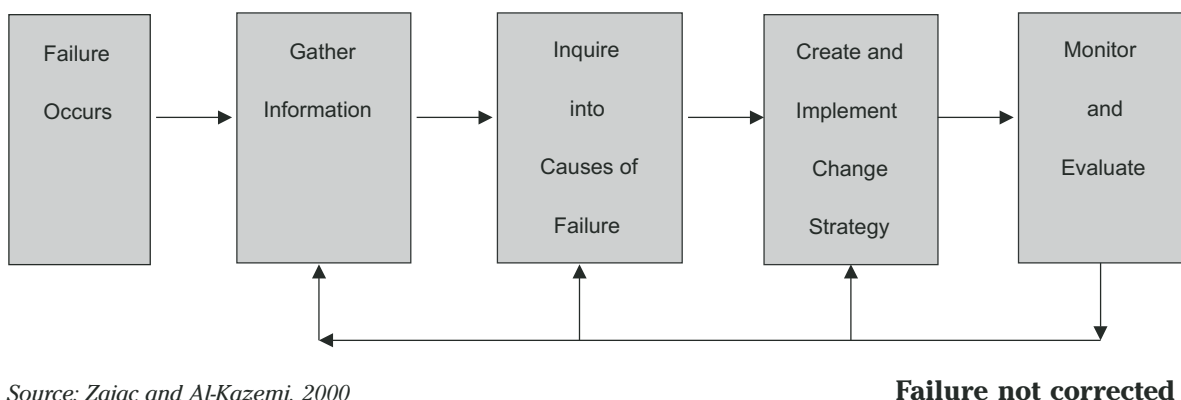 Failure
Occurs
Gather
Information
Inquire
into
Causes of
Failure
Create and
Implement
Change
Strategy
Monitor
and
Evaluate
Source: Zajac and Al-Kazemi, 2000
Failure not corrected